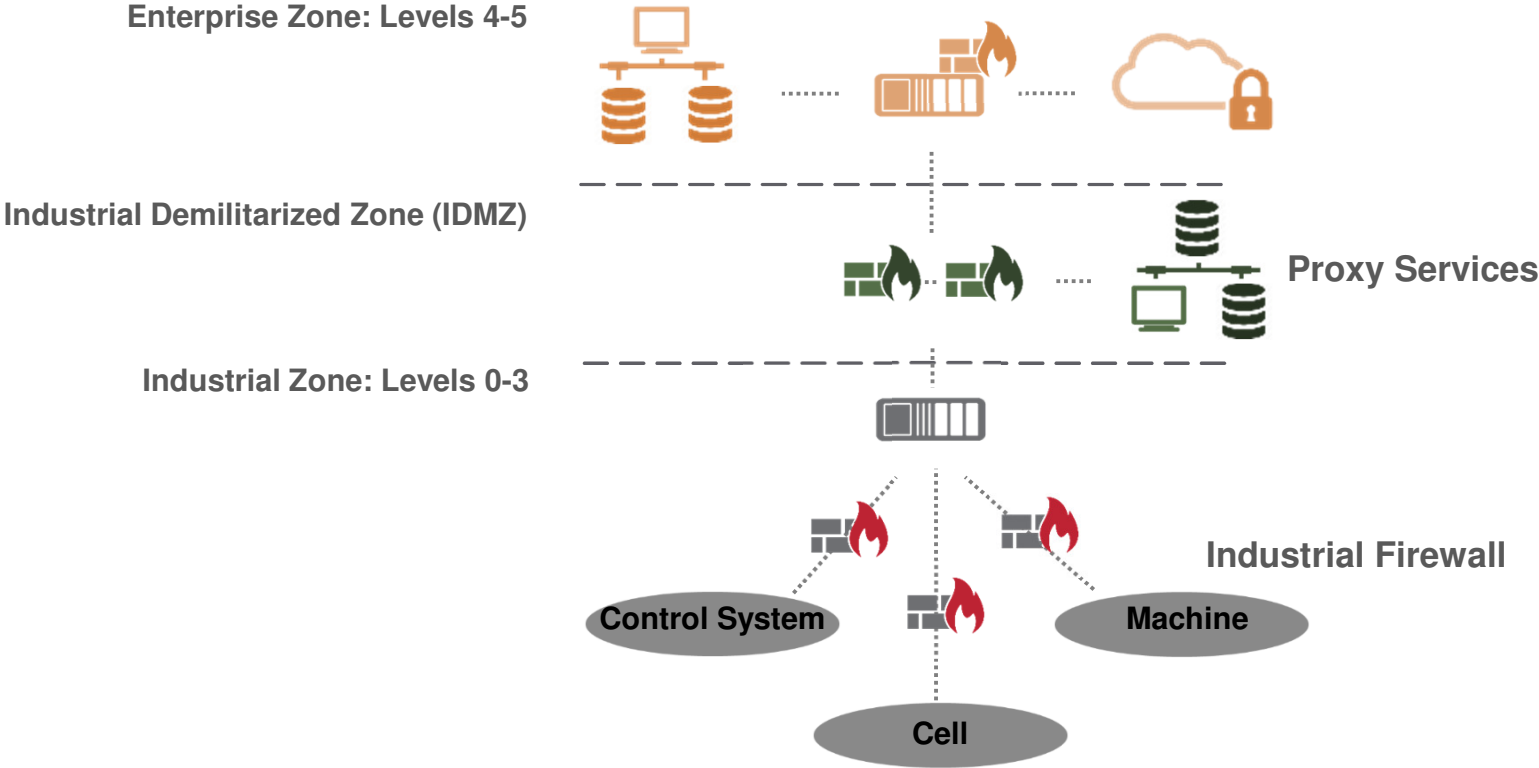 Enterprise Zone: Levels 4-5
Industrial Demilitarized Zone (IDMZ)
Proxy Services
Industrial Zone: Levels 0-3
Industrial Firewall
Control System
Machine
Cell